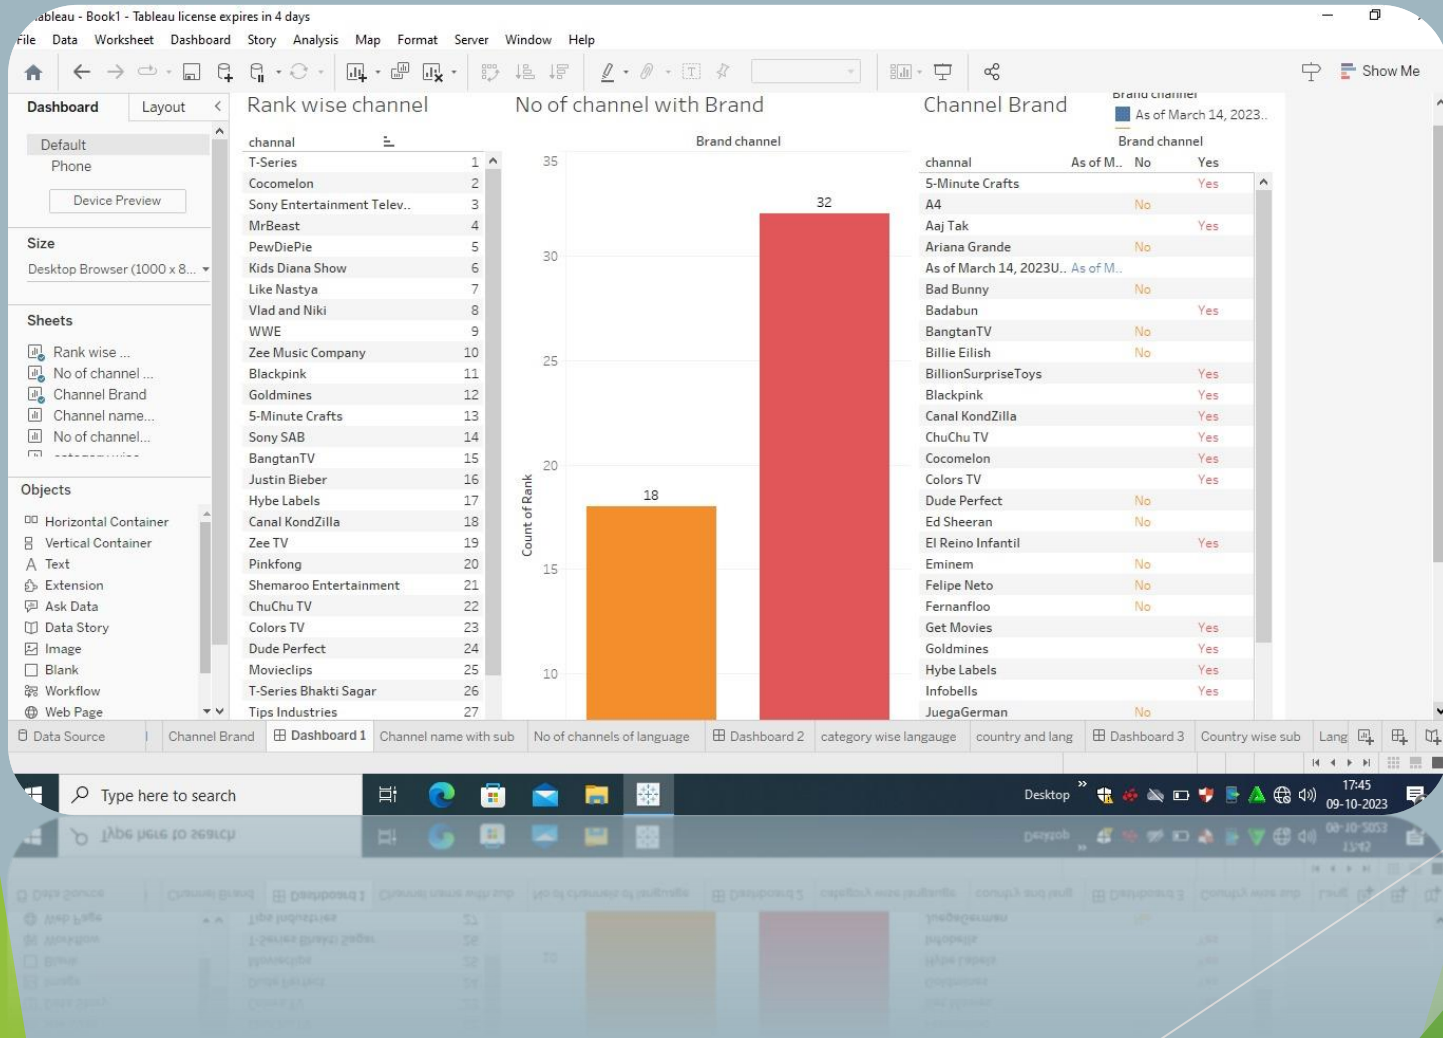 ableau - Book1 - Tableau license expires in 4 days
File Data Worksheet Dashboard Story Analysis Map Format Server Window Help
Show Me
Dashboard Layout
Default
Phone
Device Preview
Size
Desktop Browser (1000 x 8...
Sheets
Rank wise ...
No of channel ...
Channel Brand
Channel name...
No of channel...
Objects
Horizontal Container
Vertical Container
A Text
Extension
Ask Data
Data Story
Image
Blank
Workflow
Web Page
Rank wise channel
channal
T-Series 1
Cocomelon 2
Sony Entertainment Telev.. 3
MrBeast 4
PewDiePie 5
Kids Diana Show 6
Like Nastya 7
Vlad and Niki 8
WWE 9
Zee Music Company 10
Blackpink 11
Goldmines 12
5-Minute Crafts 13
Sony SAB 14
BangtanTV 15
Justin Bieber 16
Hybe Labels 17
Canal KondZilla 18
Zee TV 19
Pinkfong 20
Shemaroo Entertainment 21
ChuChu TV 22
Colors TV 23
Dude Perfect 24
Movieclips 25
T-Series Bhakti Sagar 26
Tips Industries 27
No of channel with Brand
Brand channel
35
30
25
20
15
10
Count of Rank
18
32
Channel Brand
Brand channel
As of March 14, 2023..
Brand channel
channal As of M.. No Yes
5-Minute Crafts Yes
A4 No
Aaj Tak Yes
Ariana Grande No
As of March 14, 2023U.. As of M..
Bad Bunny No
Badabun Yes
BangtanTV No
Billie Eilish No
BillionSurpriseToys Yes
Blackpink Yes
Canal KondZilla Yes
ChuChu TV Yes
Cocomelon Yes
Colors TV Yes
Dude Perfect No
Ed Sheeran No
El Reino Infantil Yes
Eminem No
Felipe Neto No
Fernanfloo No
Get Movies Yes
Goldmines Yes
Hybe Labels Yes
Infobells Yes
JuegaGerman No
Data Source Channel Brand Dashboard 1 Channel name with sub No of channels of language Dashboard 2 category wise langauge country and lang Dashboard 3 Country wise sub Lang
Type here to search
Desktop
17:45
09-10-2023